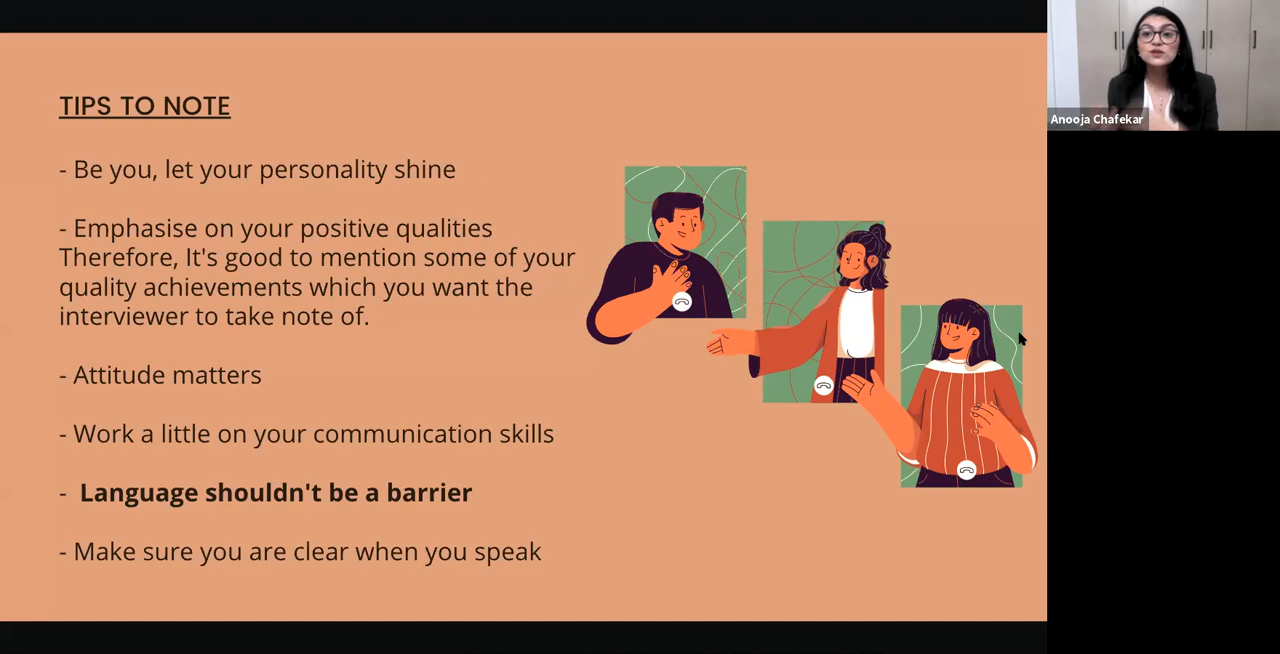 TIPS TO NOTE
- Be you, let your personality shine
- Emphasise on your positive qualities
Therefore, It's good to mention some of your
quality achievements which you want the
interviewer to take note of.
- Attitude matters
- Work a little on your communication skills
- Language shouldn't be a barrier
- Make sure you are clear when you speak
Anooja Chafekar